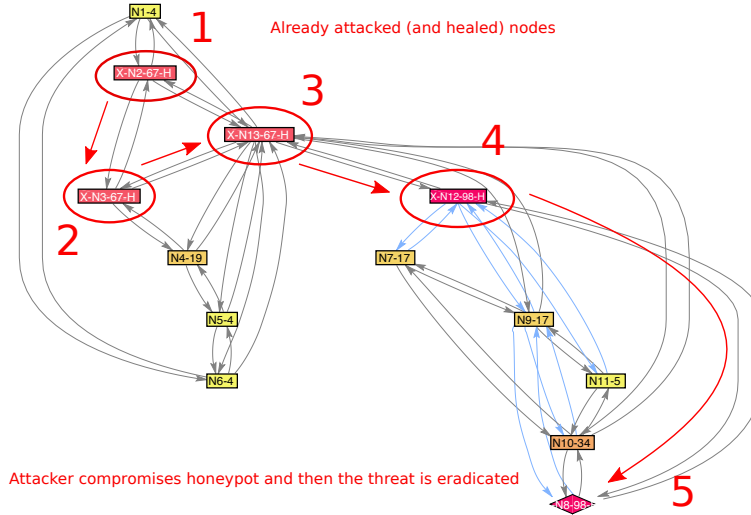 N1-4
1
Already attacked (and healed) nodes
X-N2-67-H
3
X-N13-67-H
4
X-N3-67-H
X-N12-98-H
2
N4-19
N7-17
N5-4
N9-17
N6-4
N11-5
N10-34
Attacker compromises honeypot and then the threat is eradicated
5